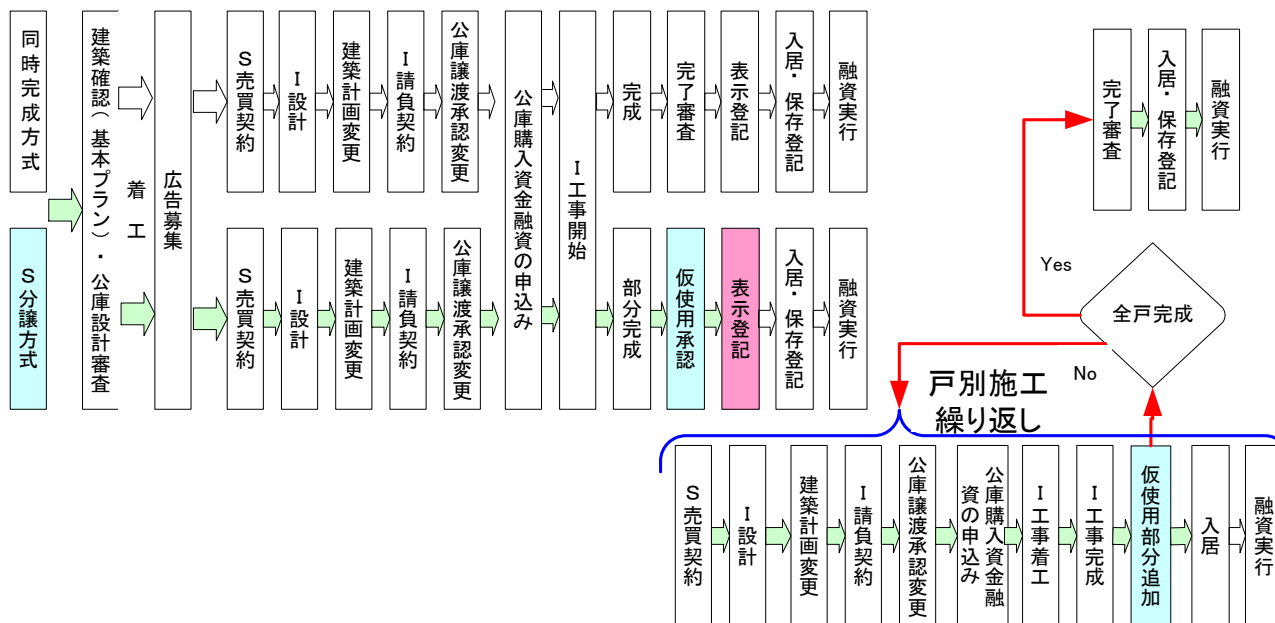 同時完成方式
建築確認（基本プラン）・公庫設計審査
着工
広告募集
S売買契約
I設計
建築計画変更
I請負契約
公庫譲渡承認変更
公庫購入資金融資の申込み
I工事開始
完成
完了審査
表示登記
入居・保存登記
融資実行
S分譲方式
S売買契約
I設計
建築計画変更
I請負契約
公庫譲渡承認変更
部分完成
仮使用承認
表示登記
入居・保存登記
融資実行
完了審査
入居・保存登記
融資実行
Yes
全戸完成
No
戸別施工
繰り返し
S売買契約
I設計
建築計画変更
I請負契約
公庫譲渡承認変更
公庫購入資金融
資の申込み
I工事着工
I工事完成
仮使用部分追加
入居
融資実行